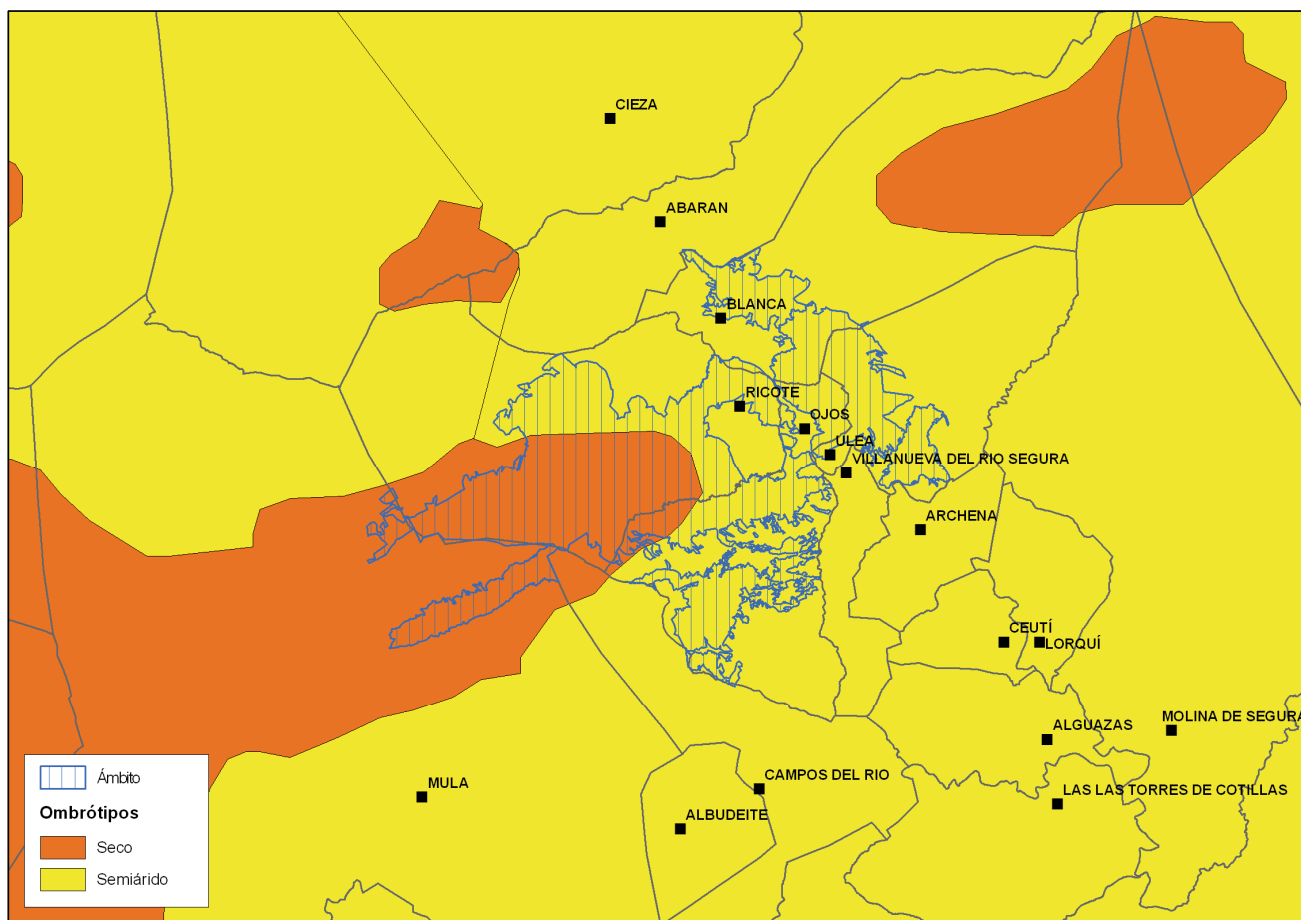 CIEZA
ABARAN
BLANCA
RICOTE
OJOS
ULEA
VILLANUEVA DEL RIO SEGURA
ARCHENA
CEUTÍ
LORQUÍ
MOLINA DE SEGURA
ALGUAZAS
MULA
CAMPOS DEL RIO
LAS LAS TORRES DE COTILLAS
ALBUDEITE
Ámbito
Ombrótipos
Seco
Semiárido